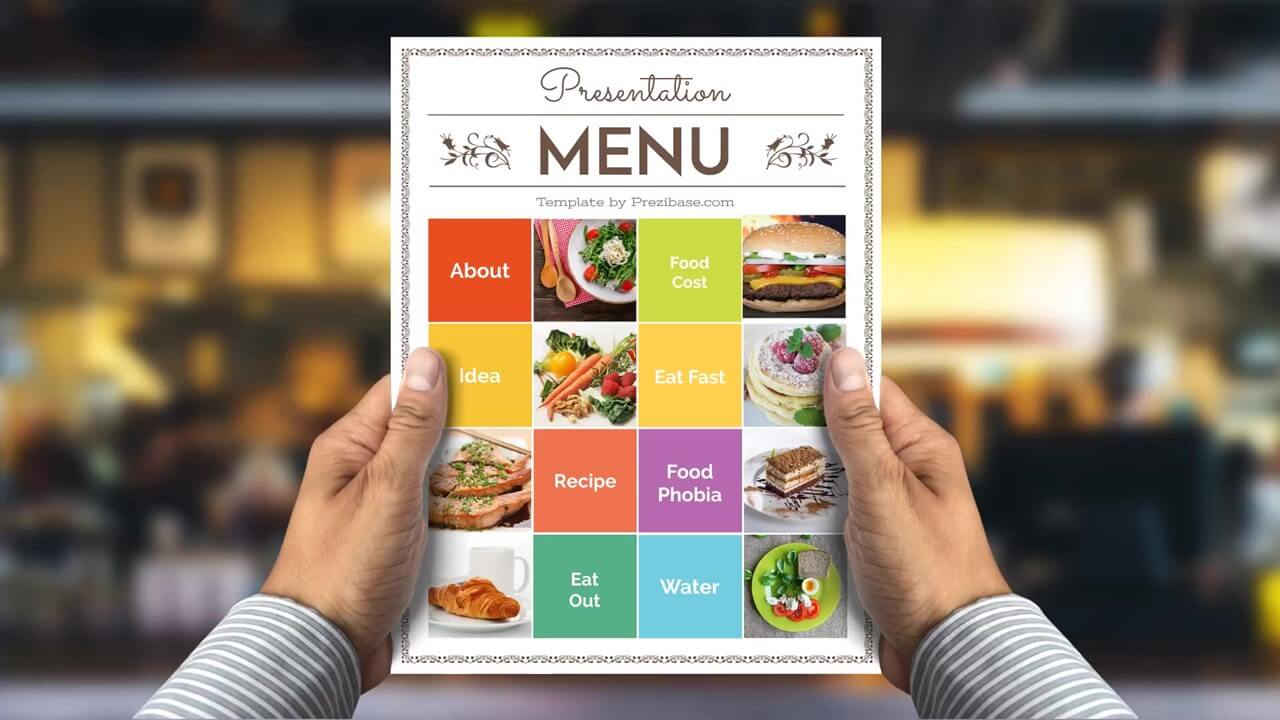 Presentation
MENU
Template by Prezibase.com
About
Food
Cost
Idea
Eat Fast
Recipe
Food
Phobia
Eat
Out
Water